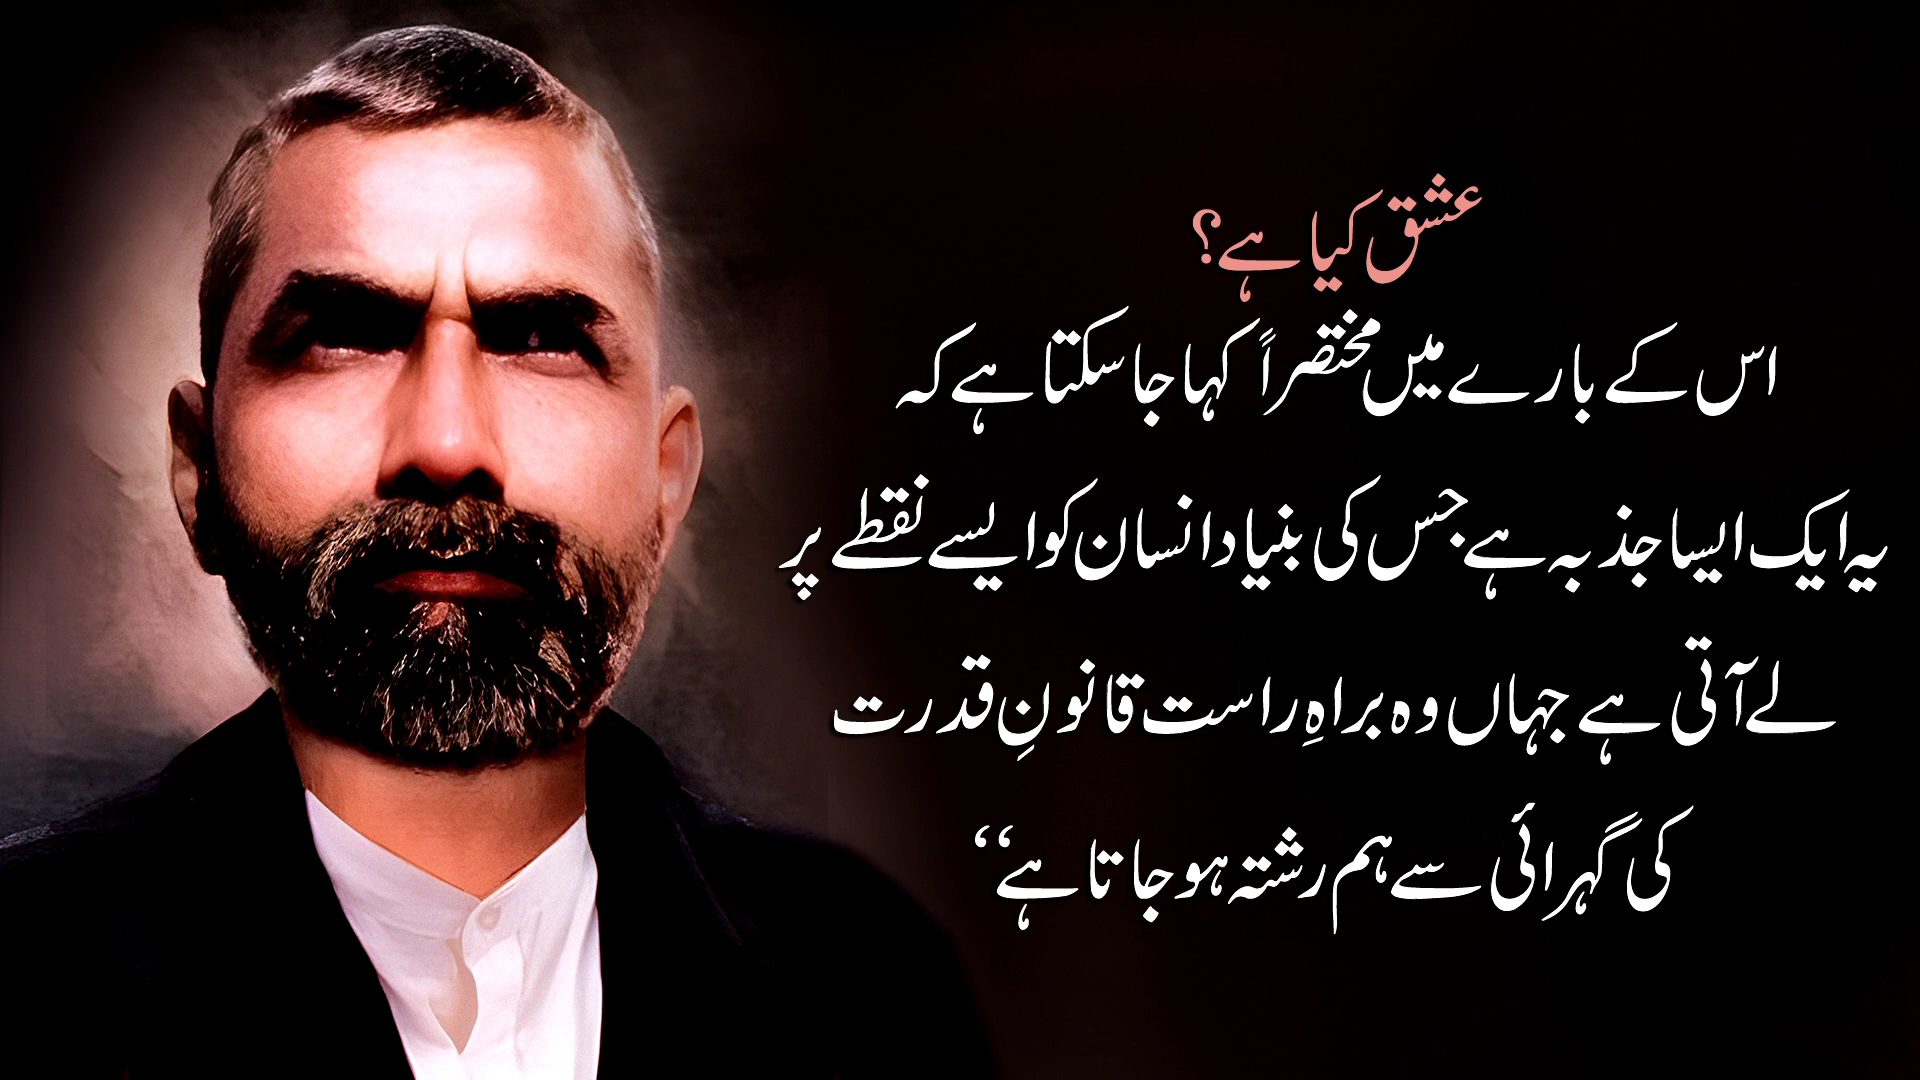 عشق کیا ہے؟
اس کے بارے میں مختصراً کہا جا سکتا ہے کہ
یہ ایک ایسا جذبہ ہے جس کی بنیاد انسان کو ایسے نقطے پر
لے آتی ہے جہاں وہ براہِ راست قانونِ قدرت
کی گہرائی سے ہم رشتہ ہو جاتا ہے‘‘